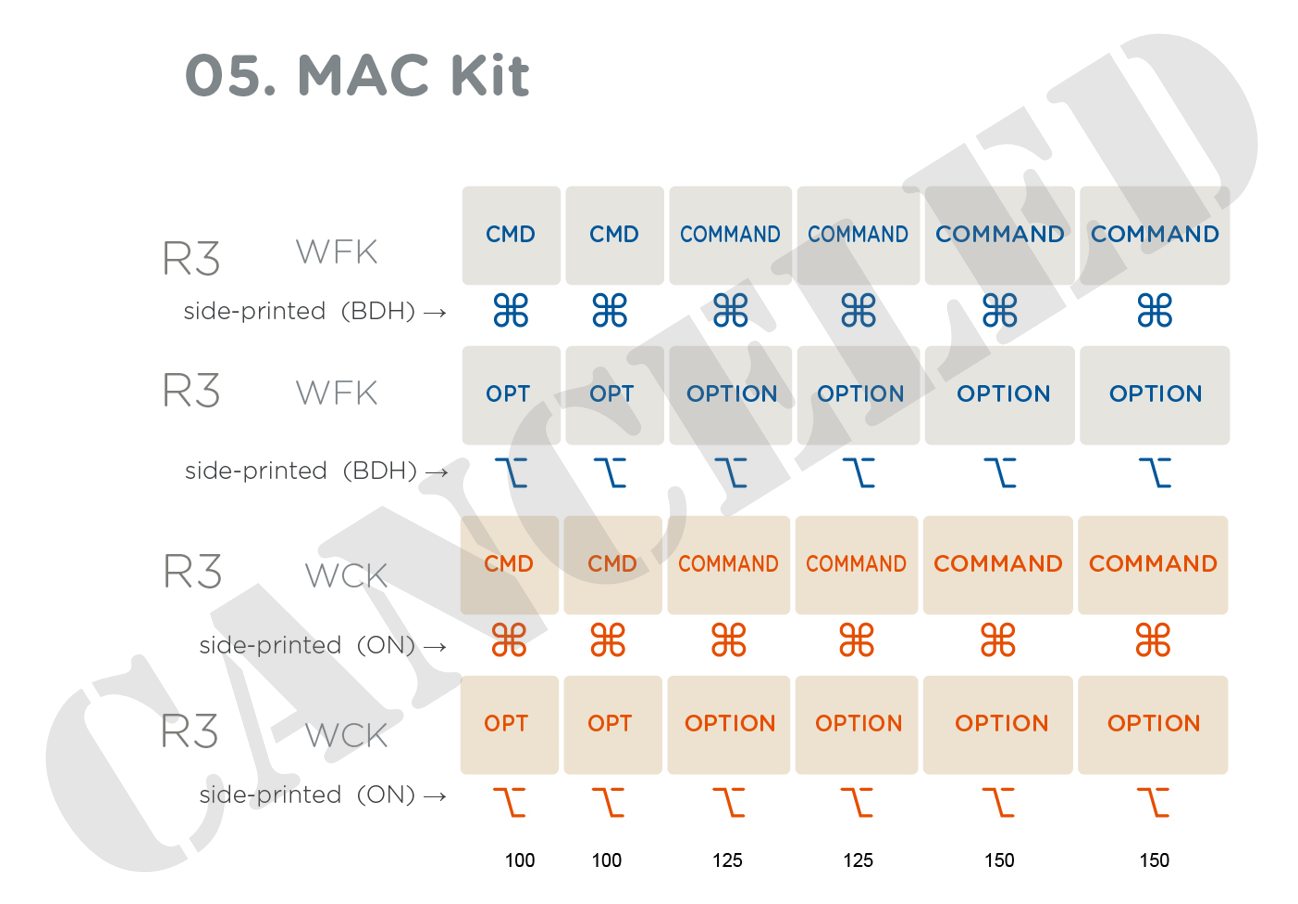 05. MAC Kit
R3 WFK CMD CMD COMMAND COMMAND COMMAND COMMAND
side-printed (BDH) → ⌘ ⌘ ⌘ ⌘ ⌘ ⌘
R3 WFK OPT OPT OPTION OPTION OPTION OPTION
side-printed (BDH) → ⌥ ⌥ ⌥ ⌥ ⌥ ⌥
R3 WCK CMD CMD COMMAND COMMAND COMMAND COMMAND
side-printed (ON) → ⌘ ⌘ ⌘ ⌘ ⌘ ⌘
R3 WCK OPT OPT OPTION OPTION OPTION OPTION
side-printed (ON) → ⌥ ⌥ ⌥ ⌥ ⌥ ⌥
100 100 125 125 150 150
CANCELED